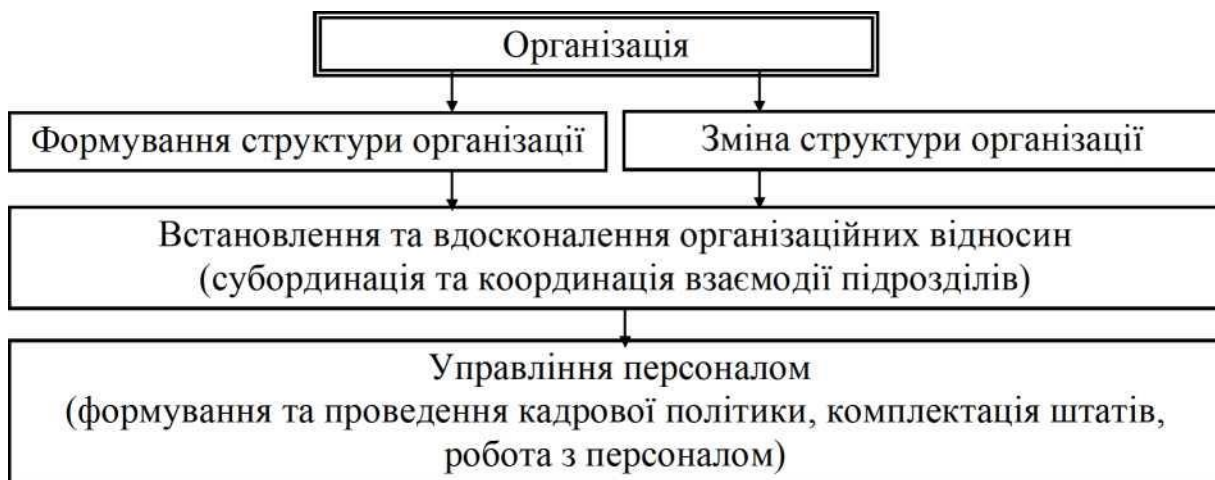 Організація
Формування структури організації
Зміна структури організації
Встановлення та вдосконалення організаційних відносин
(субординація та координація взаємодії підрозділів)
Управління персоналом
(формування та проведення кадрової політики, комплектація штатів,
робота з персоналом)